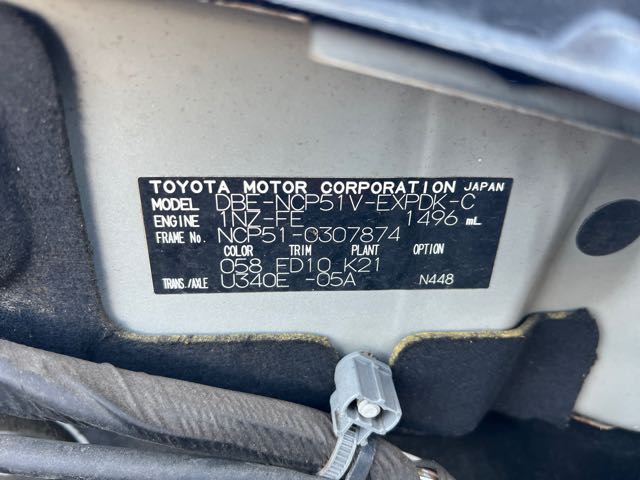 TOYOTA MOTOR CORPORATION JAPAN
MODEL DBE-NCP51V-EXPDK-C
ENGINE 1NZ-FE 1496 mL
FRAME No. NCP51-0307874
COLOR TRIM PLANT OPTION
058 FD10 K21
TRANS./AXLE U340E -05A N448